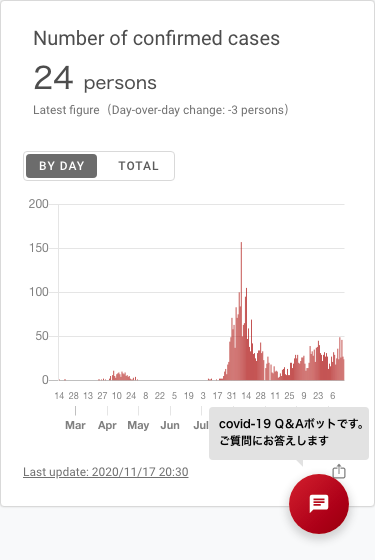 Number of confirmed cases
24 persons
Latest figure（Day-over-day change: -3 persons）
BY DAY TOTAL
200
150
100
50
0
14 28 13 27 10 24 8 22 5 19 3 17 31 14 28 11 25 9 23 6
Mar Apr May Jun Jul
covid-19 Q&Aボットです。
ご質問にお答えします
Last update: 2020/11/17 20:30